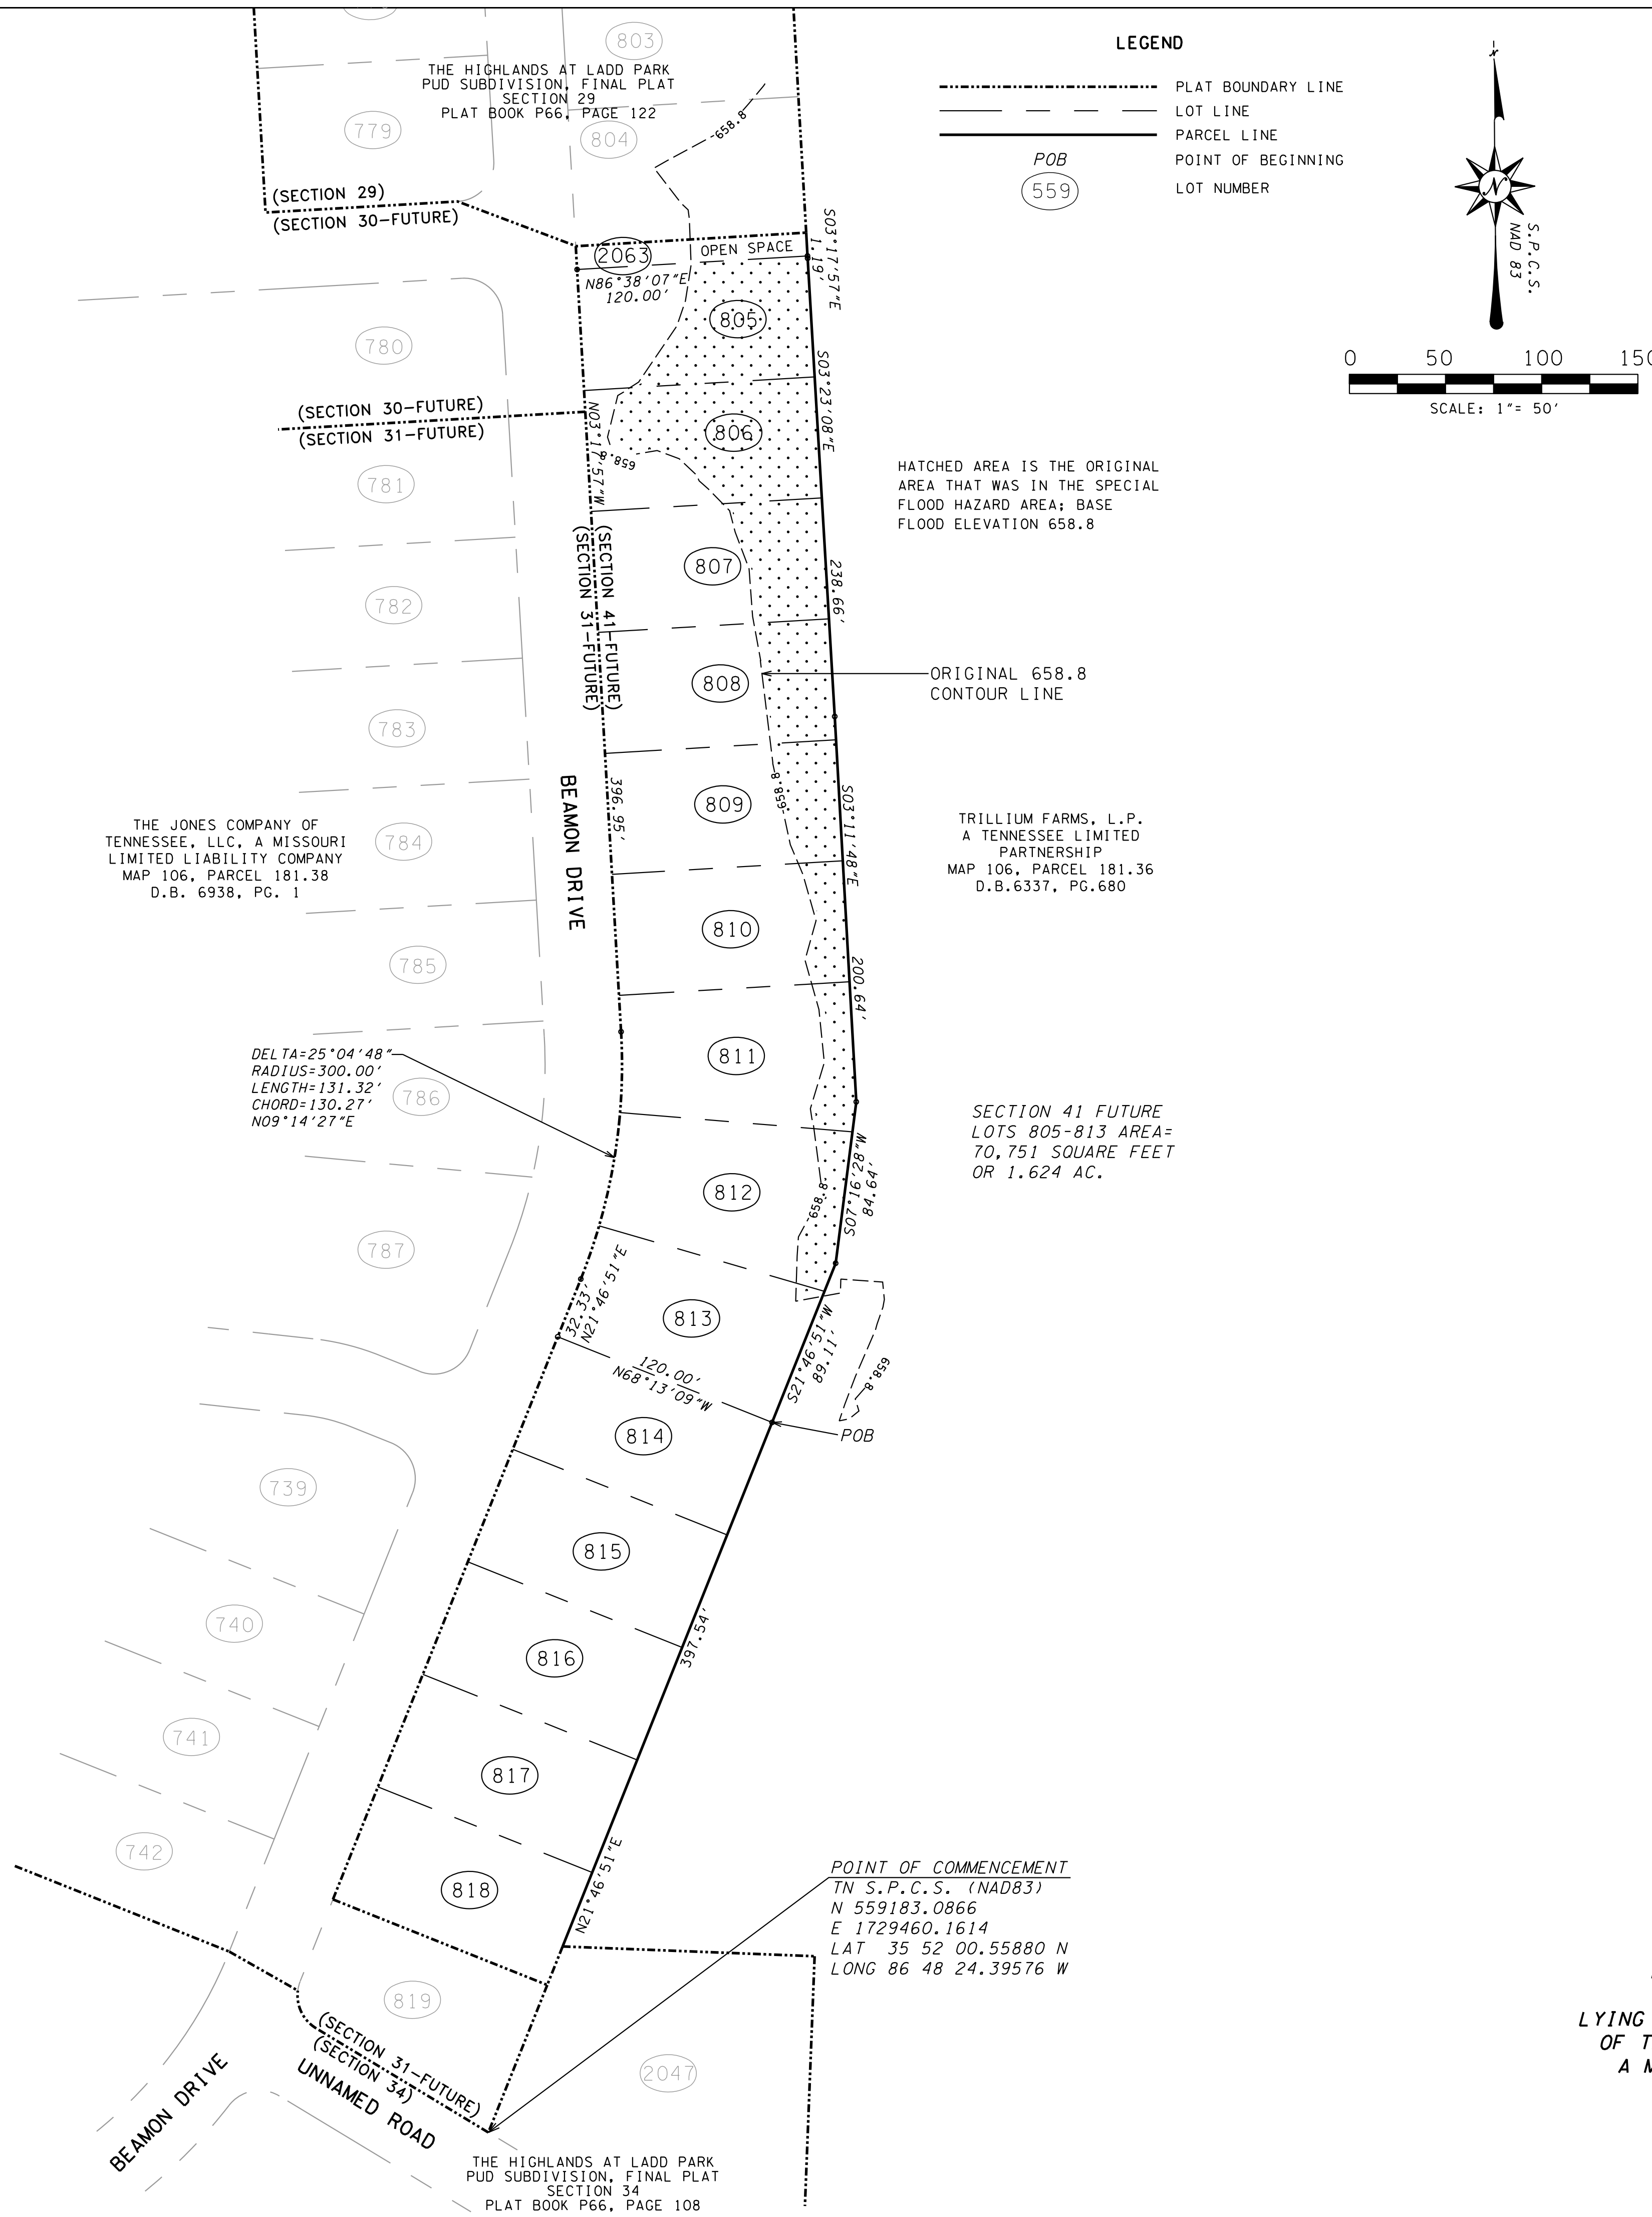 803
THE HIGHLANDS AT LADD PARK
PUD SUBDIVISION, FINAL PLAT
SECTION 29
PLAT BOOK P66, PAGE 122
779
804
658.8
LEGEND
PLAT BOUNDARY LINE
LOT LINE
PARCEL LINE
POB
POINT OF BEGINNING
559
LOT NUMBER
N
S.P.C.S.
NAD 83
0 50 100 150
SCALE: 1"= 50'
(SECTION 29)
(SECTION 30-FUTURE)
2063
OPEN SPACE
N86°38'07"E
120.00'
S03°17'57"E
1.19'
805
780
S03°23'08"E
(SECTION 30-FUTURE)
(SECTION 31-FUTURE)
N03°17'57"W
806
658.8
HATCHED AREA IS THE ORIGINAL
AREA THAT WAS IN THE SPECIAL
FLOOD HAZARD AREA; BASE
FLOOD ELEVATION 658.8
781
(SECTION 41-FUTURE)
(SECTION 31-FUTURE)
807
238.66'
782
808
ORIGINAL 658.8
CONTOUR LINE
783
BEAMON DRIVE
396.95'
658.8
809
S03°11'48"E
THE JONES COMPANY OF
TENNESSEE, LLC, A MISSOURI
LIMITED LIABILITY COMPANY
MAP 106, PARCEL 181.38
D.B. 6938, PG. 1
784
TRILLIUM FARMS, L.P.
A TENNESSEE LIMITED
PARTNERSHIP
MAP 106, PARCEL 181.36
D.B.6337, PG.680
810
785
200.64'
DELTA=25°04'48"
RADIUS=300.00'
LENGTH=131.32'
CHORD=130.27'
N09°14'27"E
786
811
SECTION 41 FUTURE
LOTS 805-813 AREA=
70,751 SQUARE FEET
OR 1.624 AC.
812
658.8
S07°16'28"W
84.64'
787
32.33'
N21°46'51"E
813
S21°46'51"W
89.11'
658.8
120.00'
N68°13'09"W
814
POB
739
815
740
816
397.54'
741
817
742
818
N21°46'51"E
POINT OF COMMENCEMENT
TN S.P.C.S. (NAD83)
N 559183.0866
E 1729460.1614
LAT 35 52 00.55880 N
LONG 86 48 24.39576 W
819
(SECTION 31-FUTURE)
(SECTION 34)
UNNAMED ROAD
BEAMON DRIVE
2047
LYING
OF T
A M
THE HIGHLANDS AT LADD PARK
PUD SUBDIVISION, FINAL PLAT
SECTION 34
PLAT BOOK P66, PAGE 108